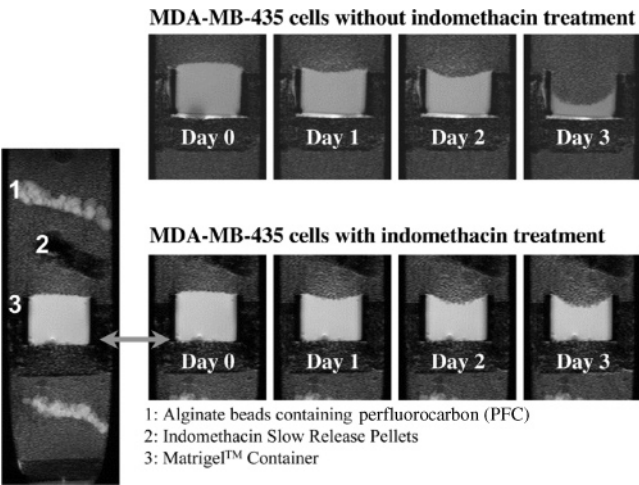 MDA-MB-435 cells without indomethacin treatment
Day 0 Day 1 Day 2 Day 3
1
2
3
MDA-MB-435 cells with indomethacin treatment
Day 0 Day 1 Day 2 Day 3
1: Alginate beads containing perfluorocarbon (PFC)
2: Indomethacin Slow Release Pellets
3: Matrigel™ Container